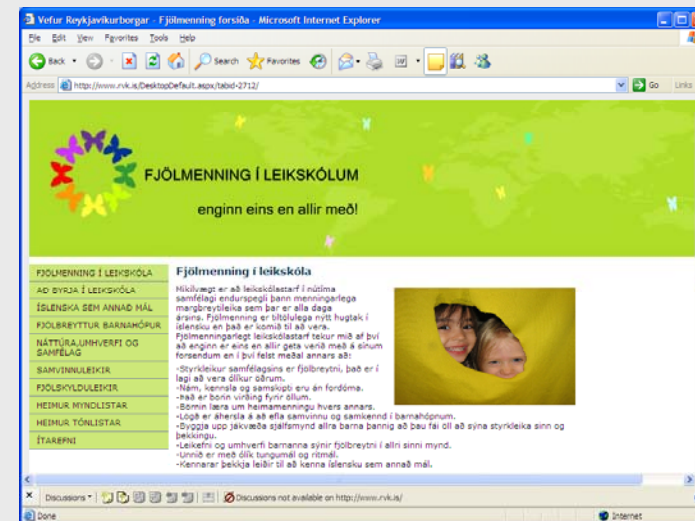 Vefur Reykjavíkurborgar - Fjölmenning forsíða - Microsoft Internet Explorer
File Edit View Favorites Tools Help
Back Search Favorites
Address http://www.rvk.is/DesktopDefault.aspx/tabid-2712/ Go Links
FJÖLMENNING Í LEIKSKÓLUM
enginn eins en allir með!
FJÖLMENNING Í LEIKSKÓLA
AÐ BYRJA Í LEIKSKÓLA
ÍSLENSKA SEM ANNAÐ MÁL
FJÖLBREYTTUR BARNAHÓPUR
NÁTTÚRA,UMHVERFI OG
SAMFÉLAG
SAMVINNULEIKIR
FJÖLSKYLDULEIKIR
HEIMUR MYNDLISTAR
HEIMUR TÓNLISTAR
ÍTAREFNI
Fjölmenning í leikskóla
Mikilvægt er að leikskólastarf í nútíma
samfélagi endurspegli þann menningarlega
margbreytileika sem þar er alla daga
ársins. Fjölmenning er tiltölulega nýtt hugtak í
íslensku en það er komið til að vera.
Fjölmenningarlegt leikskólastarf tekur mið af því
að enginn er eins en allir geta verið með á sínum
forsendum en í því felst meðal annars að:
-Styrkleikur samfélagsins er fjölbreytni, það er í
lagi að vera ólíkur öðrum.
-Nám, kennsla og samskipti eru án fordóma.
-Það er borin virðing fyrir öllum.
-Börnin læra um heimamenningu hvers annars.
-Lögð er áhersla á að efla samvinnu og samkennd í barnahópnum.
-Byggja upp jákvæða sjálfsmynd allra barna þannig að þau fái öll að sýna styrkleika sinn og
þekkingu.
-Leikefni og umhverfi barnanna sýnir fjölbreytni í allri sinni mynd.
-Unnið er með ólík tungumál og ritmál.
-Kennarar þekkja leiðir til að kenna íslensku sem annað mál.
Discussions Discussions not available on http://www.rvk.is/
Done Internet